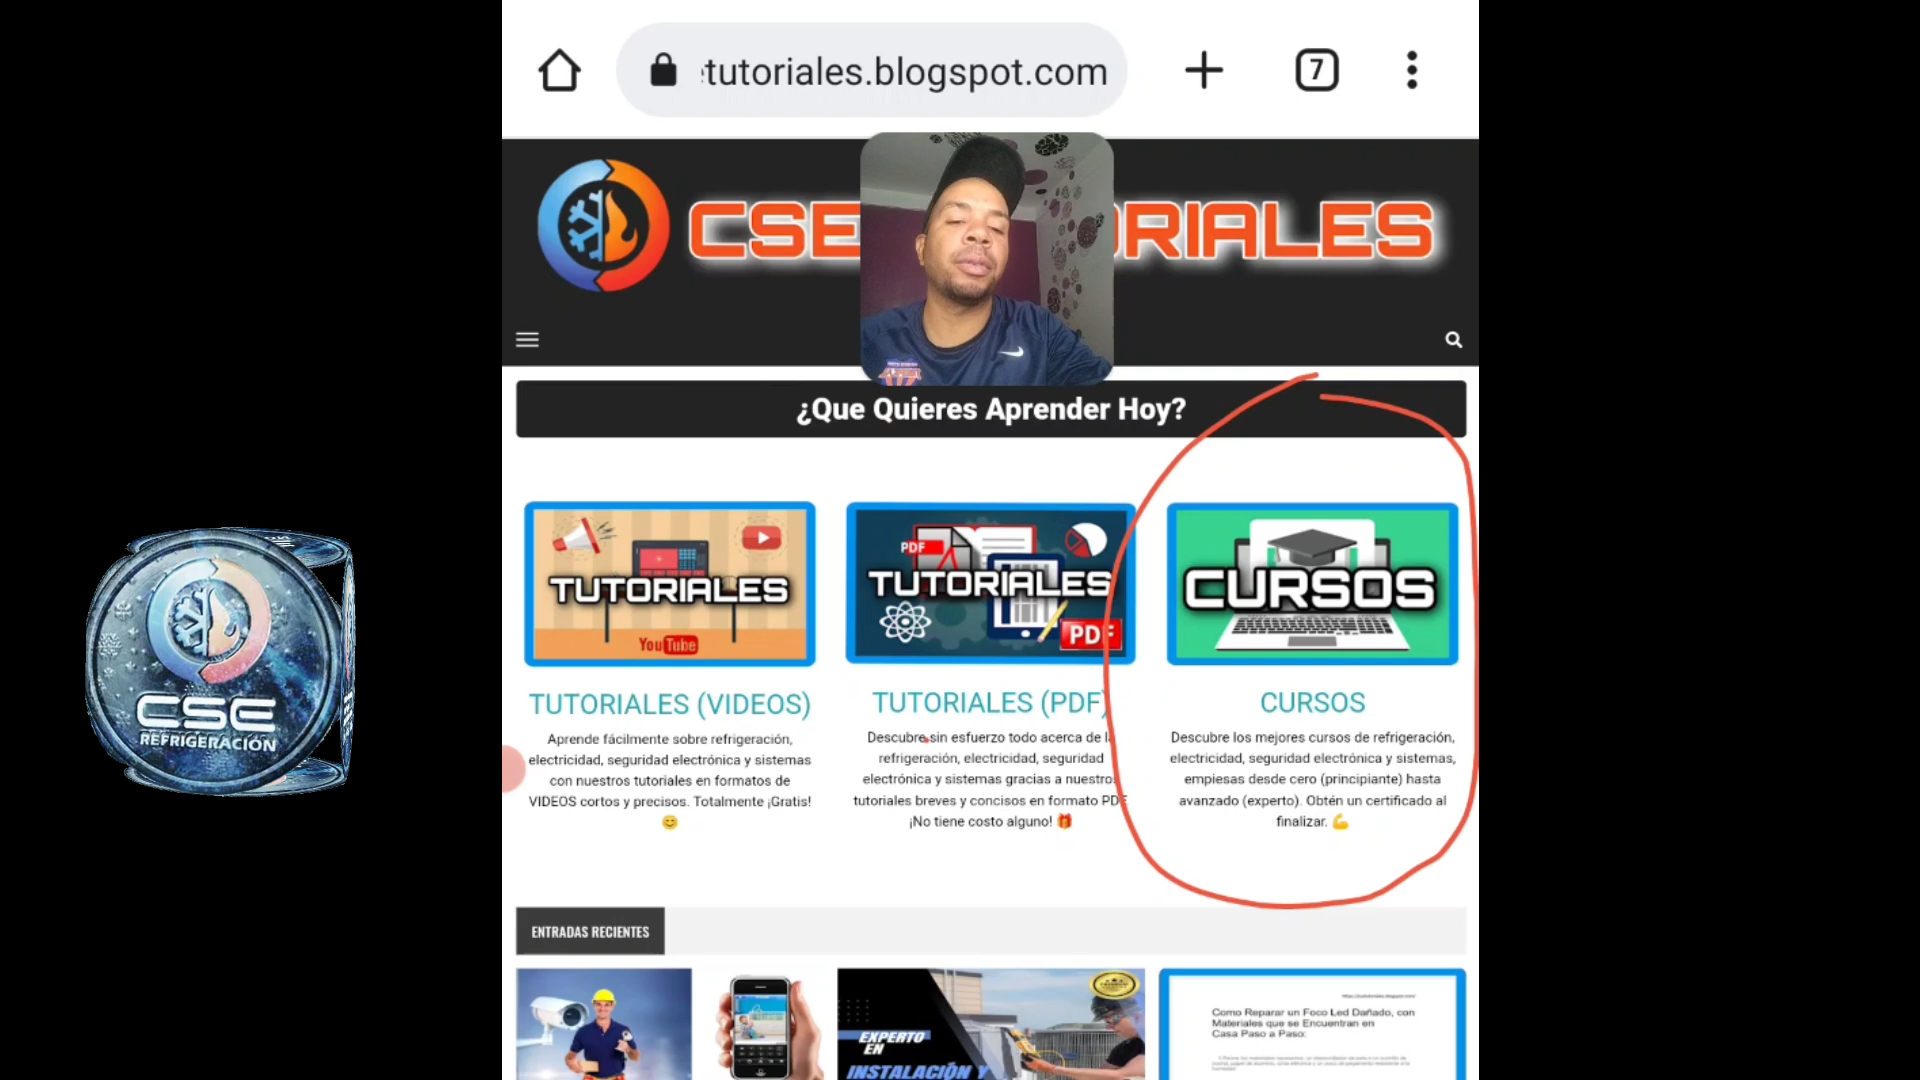 tutoriales.blogspot.com
7
CSE
ORIALES
¿Que Quieres Aprender Hoy?
TUTORIALES
YouTube
PDF
TUTORIALES
PDF
CURSOS
TUTORIALES (VIDEOS)
Aprende fácilmente sobre refrigeración,
electricidad, seguridad electrónica y sistemas
con nuestros tutoriales en formatos de
VIDEOS cortos y precisos. Totalmente ¡Gratis!
😊
TUTORIALES (PDF)
Descubre sin esfuerzo todo acerca de la
refrigeración, electricidad, seguridad
electrónica y sistemas gracias a nuestros
tutoriales breves y concisos en formato PDF
¡No tiene costo alguno! 🎁
CURSOS
Descubre los mejores cursos de refrigeración,
electricidad, seguridad electrónica y sistemas,
empiesas desde cero (principiante) hasta
avanzado (experto). Obtén un certificado al
finalizar. 💪
CSE
REFRIGERACIÓN
ENTRADAS RECIENTES
EXPERTO
EN
INSTALACIÓN Y
Como Reparar un Foco Led Dañado, con
Materiales que se Encuentran en
Casa Paso a Paso: